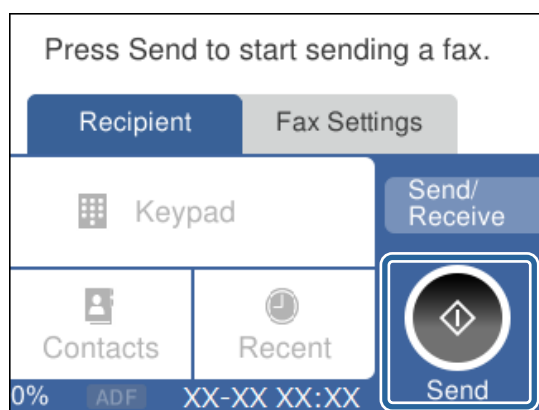 Press Send to start sending a fax.
Recipient
Fax Settings
Keypad
Send/
Receive
Contacts
Recent
Send
0%
ADF
XX-XX XX:XX